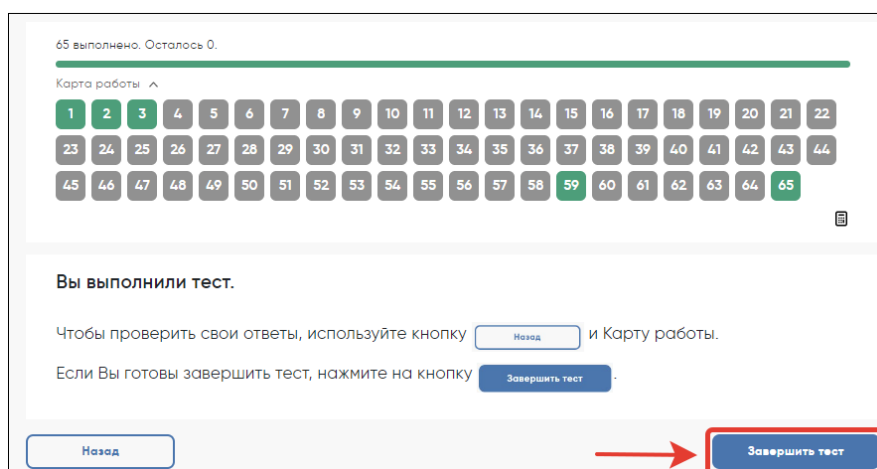 65 выполнено. Осталось 0.
Карта работы
1 2 3 4 5 6 7 8 9 10 11 12 13 14 15 16 17 18 19 20 21 22
23 24 25 26 27 28 29 30 31 32 33 34 35 36 37 38 39 40 41 42 43 44
45 46 47 48 49 50 51 52 53 54 55 56 57 58 59 60 61 62 63 64 65
Вы выполнили тест.
Чтобы проверить свои ответы, используйте кнопку Назад и Карту работы.
Если Вы готовы завершить тест, нажмите на кнопку Завершить тест .
Назад Завершить тест